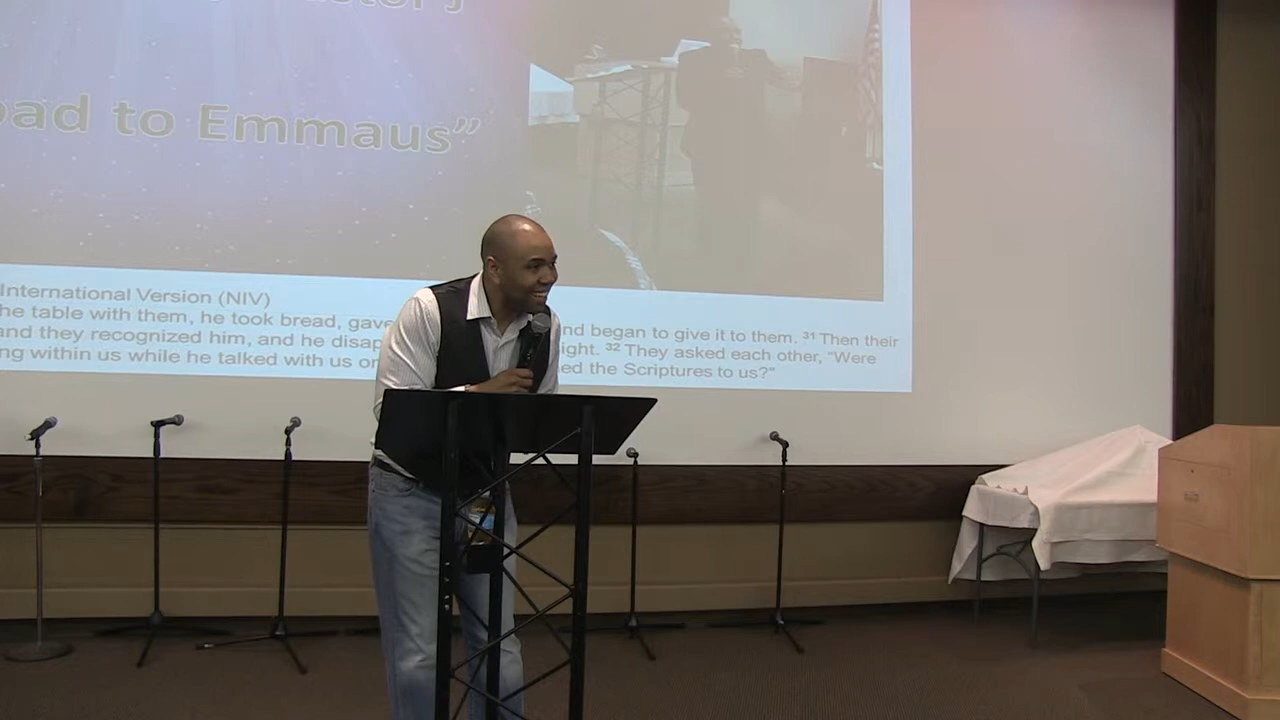 J
oad to Emmaus”
International Version (NIV)
he table with them, he took bread, gave nd began to give it to them. 31 Then their
and they recognized him, and he disap ight. 32 They asked each other, “Were
ng within us while he talked with us on ed the Scriptures to us?”